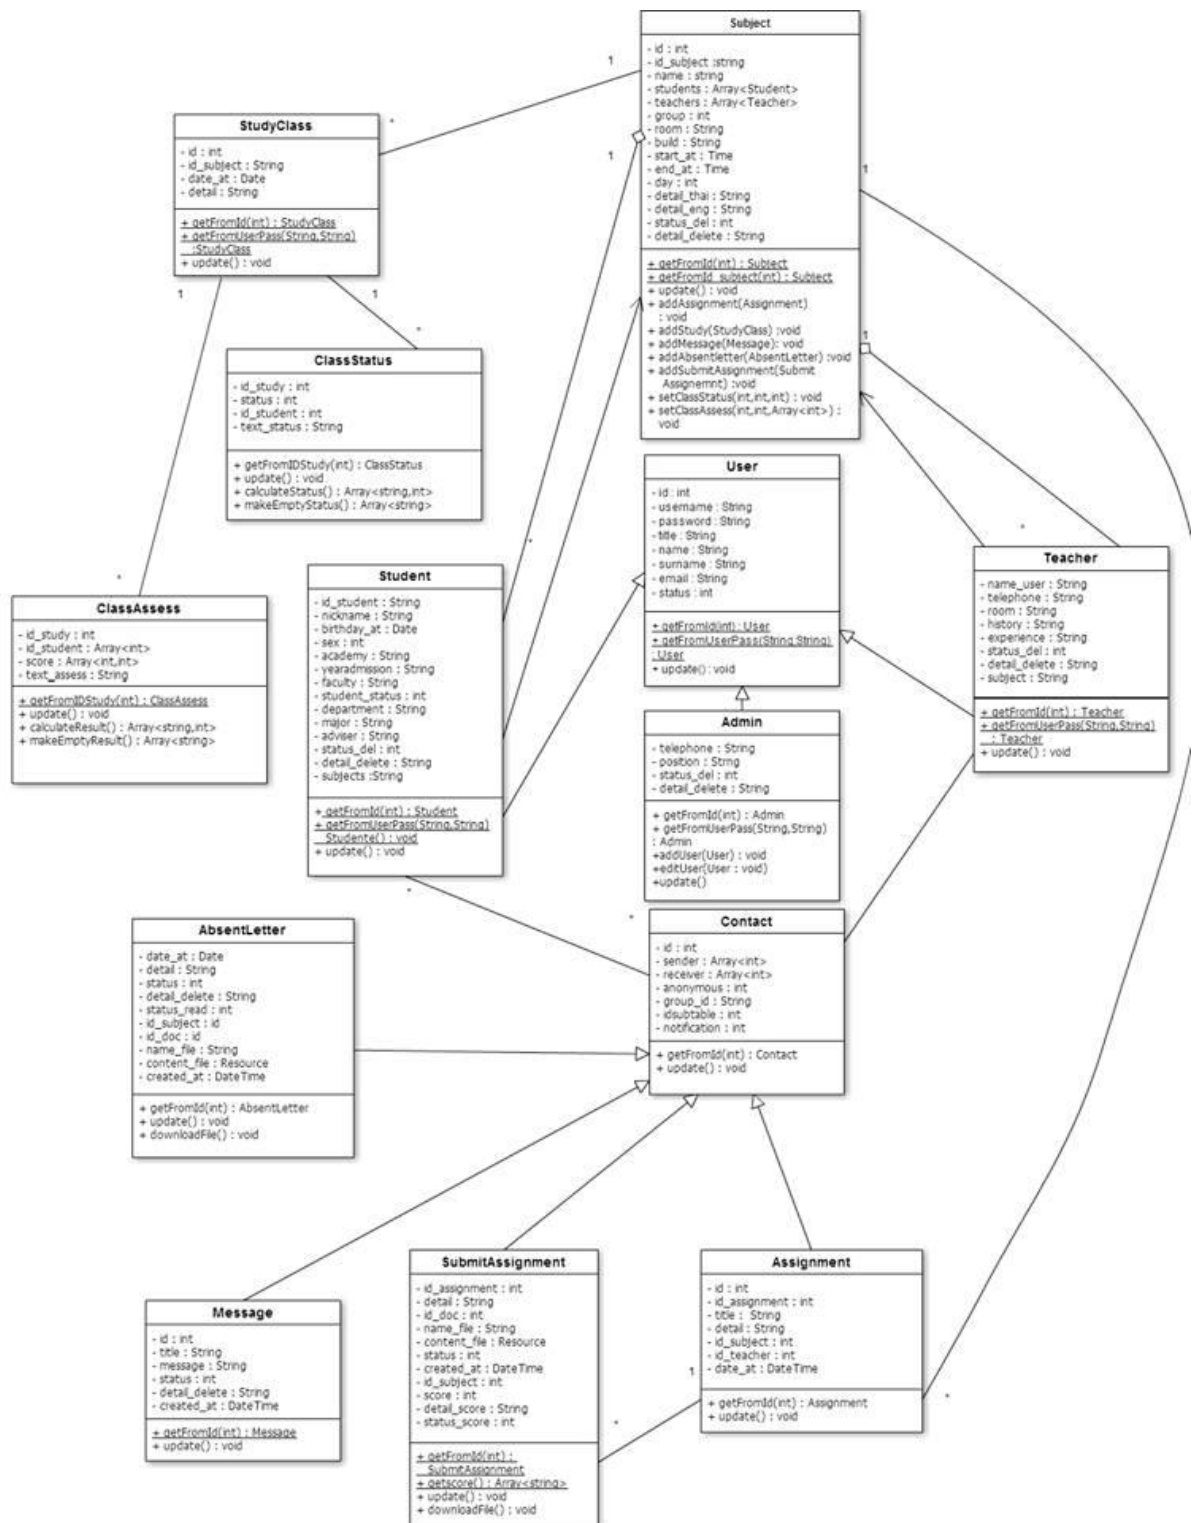 Subject
- id : int
- id_subject :string
- name : string
- students : Array<Student>
- teachers : Array<Teacher>
- group : int
- room : String
- build : String
- start_at : Time
- end_at : Time
- day : int
- detail_thai : String
- detail_eng : String
- status_del : int
- detail_delete : String
+ getFromId(int) : Subject
+ getFromId_subject(int) : Subject
+ update() : void
+ addAssignment(Assignment)
: void
+ addStudy(StudyClass) :void
+ addMessage(Message): void
+ addAbsentletter(AbsentLetter) :void
+ addSubmitAssignment(Submit
Assignemnt) :void
+ setClassStatus(int,int,int) : void
+ setClassAssess(int,int,Array<int>) :
void
1
*
1
1
1
StudyClass
- id : int
- id_subject : String
- date_at : Date
- detail : String
+ getFromId(int) : StudyClass
+ getFromUserPass(String,String)
:StudyClass
+ update() : void
1
1
*
*
ClassStatus
- id_study : int
- status : int
- id_student : int
- text_status : String
+ getFromIDStudy(int) : ClassStatus
+ update() : void
+ calculateStatus() : Array<string,int>
+ makeEmptyStatus() : Array<string>
User
- id : int
- username : String
- password : String
- title : String
- name : String
- surname : String
- email : String
- status : int
+ getFromId(int) : User
+ getFromUserPass(String,String)
: User
+ update() : void
*
Teacher
- name_user : String
- telephone : String
- room : String
- history : String
- experience : String
- status_del : int
- detail_delete : String
- subject : String
+ getFromId(int) : Teacher
+ getFromUserPass(String,String)
: Teacher
+ update() : void
ClassAssess
- id_study : int
- id_student : Array<int>
- score : Array<int,int>
- text_assess : String
+ getFromIDStudy(int) : ClassAssess
+ update() : void
+ calculateResult() : Array<string,int>
+ makeEmptyResult() : Array<string>
*
Student
- id_student : String
- nickname : String
- birthday_at : Date
- sex : int
- academy : String
- yearadmission : String
- faculty : String
- student_status : int
- department : String
- major : String
- adviser : String
- status_del : int
- detail_delete : String
- subjects :String
+ getFromId(int) : Student
+ getFromUserPass(String,String)
Studente() : void
+ update() : void
*
Admin
- telephone : String
- position : Strng
- status_del : int
- detail_delete : String
+ getFromId(int) : Admin
+ getFromUserPass(String,String)
: Admin
+addUser(User) : void
+editUser(User : void)
+update()
*
Contact
- id : int
- sender : Array<int>
- receiver : Array<int>
- anonymous : int
- group_id : String
- idsubtable : int
- notification : int
+ getFromId(int) : Contact
+ update() : void
AbsentLetter
- date_at : Date
- detail : String
- status : int
- detail_delete : String
- status_read : int
- id_subject : id
- id_doc : id
- name_file : String
- content_file : Resource
- created_at : DateTime
+ getFromId(int) : AbsentLetter
+ update() : void
+ downloadFile() : void
Message
- id : int
- title : String
- message : String
- status : int
- detail_delete : String
- created_at : DateTime
+ getFromId(int) : Message
+ update() : void
SubmitAssignment
- id_assignment : int
- detail : String
- id_doc : int
- name_file : String
- content_file : Resource
- status : int
- created_at : DateTime
- id_subject : int
- score : int
- detail_score : String
- status_score : int
+ getFromId(int) :
SubmitAssignment
+ getscore() : Array<string>
+ update() : void
+ downloadFile() : void
1
*
Assignment
- id : int
- id_assignment : int
- title : String
- detail : String
- id_subject : int
- id_teacher : int
- date_at : DateTime
+ getFromId(int) : Assignment
+ update() : void
*